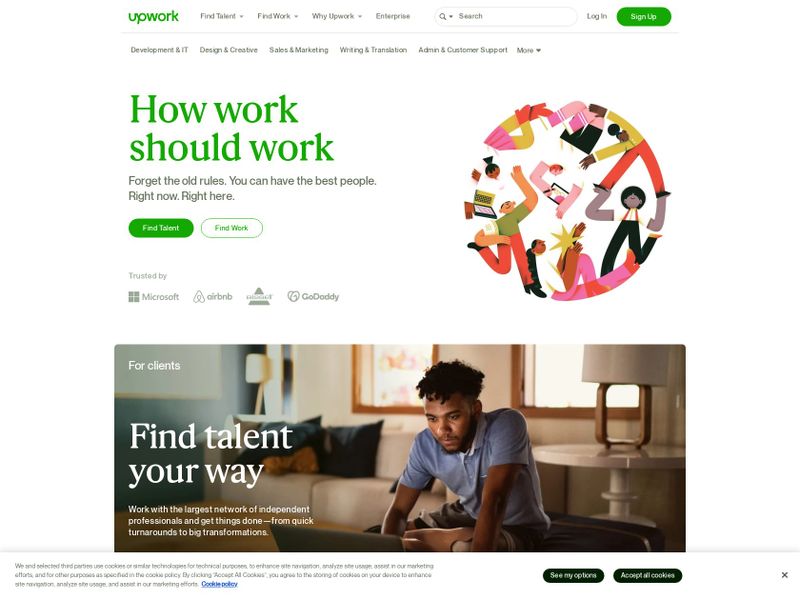 upwork
Find Talent
Find Work
Why Upwork
Enterprise
Search
Log In
Sign Up
Development & IT
Design & Creative
Sales & Marketing
Writing & Translation
Admin & Customer Support
More
How work
should work
Forget the old rules. You can have the best people.
Right now. Right here.
Find Talent
Find Work
Trusted by
Microsoft
airbnb
BISSELL
GoDaddy
For clients
Find talent
your way
Work with the largest network of independent
professionals and get things done—from quick
turnarounds to big transformations.
We and selected third parties use cookies or similar technologies for technical purposes, to enhance site navigation, analyze site usage, assist in our marketing
efforts, and for other purposes as specified in the cookie policy. By clicking “Accept All Cookies”, you agree to the storing of cookies on your device to enhance
site navigation, analyze site usage, and assist in our marketing efforts. Cookie policy
See my options
Accept all cookies